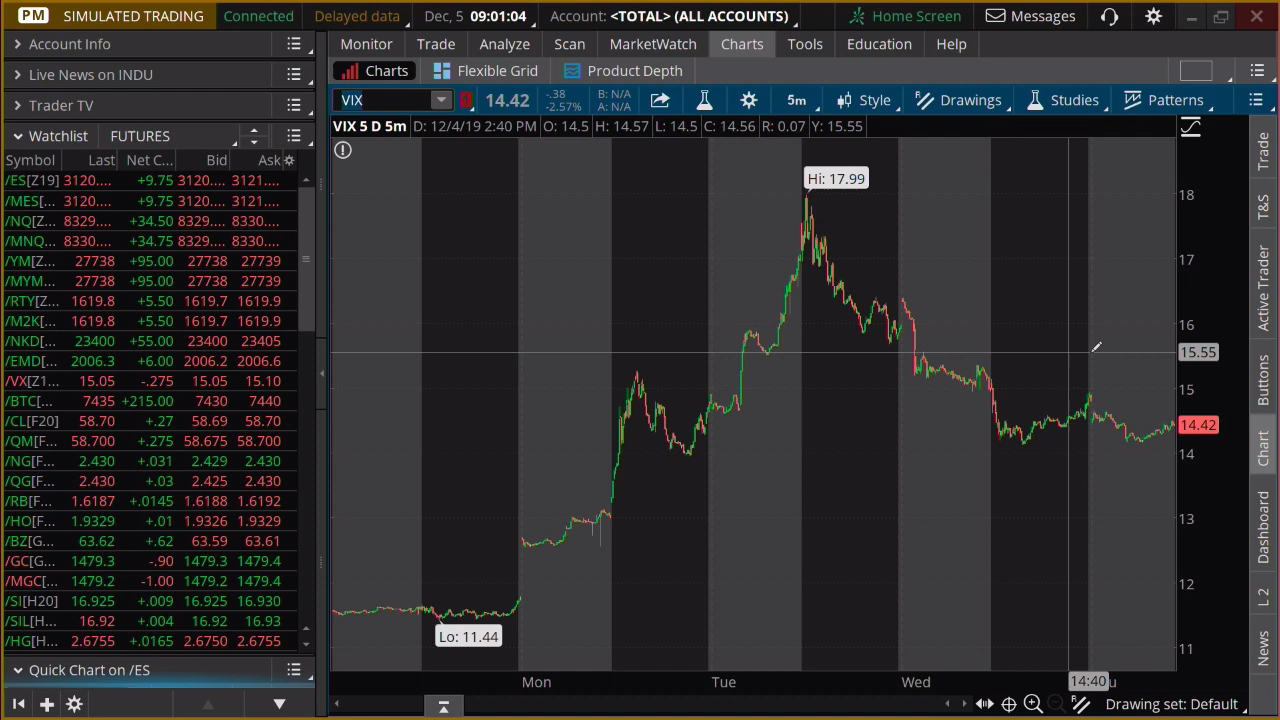 PM SIMULATED TRADING Connected Delayed data Dec, 5 09:01:04 Account: <TOTAL> (ALL ACCOUNTS) Home Screen Messages
Account Info
Live News on INDU
Trader TV
Watchlist FUTURES
Symbol Last Net C... Bid Ask
/ES[Z19] 3120.... +9.75 3120.... 3121....
/MES[... 3120.... +9.75 3120.... 3121....
/NQ[Z... 8329.... +34.50 8329.... 8330....
/MNQ... 8330.... +34.75 8329.... 8330....
/YM[Z... 27738 +95.00 27738 27739
/MYM... 27738 +95.00 27738 27739
/RTY[Z... 1619.8 +5.50 1619.7 1619.9
/M2K[... 1619.8 +5.50 1619.7 1619.9
/NKD[... 23400 +55.00 23400 23405
/EMD[... 2006.3 +6.00 2006.2 2006.6
/VX[Z1... 15.05 -.275 15.05 15.10
/BTC[... 7435 +215.00 7430 7440
/CL[F20] 58.70 +.27 58.69 58.70
/QM[F... 58.700 +.275 58.675 58.700
/NG[F... 2.430 +.031 2.429 2.430
/QG[F... 2.430 +.03 2.425 2.430
/RB[F... 1.6187 +.0145 1.6188 1.6192
/HO[F... 1.9329 +.01 1.9326 1.9329
/BZ[G... 63.62 +.62 63.59 63.61
/GC[G... 1479.3 -.90 1479.3 1479.4
/MGC[... 1479.2 -1.00 1479.2 1479.4
/SI[H20] 16.925 +.009 16.925 16.930
/SIL[H... 16.92 +.004 16.92 16.93
/HG[H... 2.6755 +.0165 2.6750 2.6755
Quick Chart on /ES
Monitor Trade Analyze Scan MarketWatch Charts Tools Education Help
Charts Flexible Grid Product Depth
VIX 14.42 -.38 -2.57% B: N/A A: N/A 5m Style Drawings Studies Patterns
VIX 5 D 5m D: 12/4/19 2:40 PM O: 14.5 H: 14.57 L: 14.5 C: 14.56 R: 0.07 Y: 15.55
Hi: 17.99
Lo: 11.44
18
17
16
15.55
15
14.42
14
13
12
11
Mon Tue Wed 14:40 u
Drawing set: Default
Trade
T&S
Active Trader
Buttons
Chart
Dashboard
L 2
News